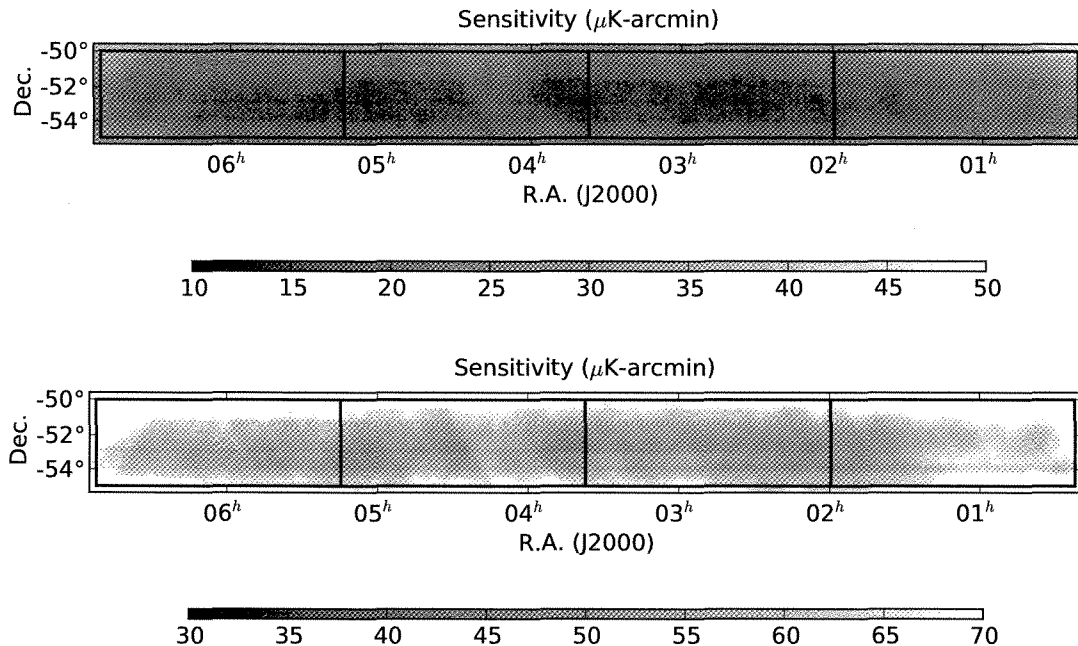 Sensitivity (μK-arcmin)
-50°
-52°
-54°
Dec.
06ʰ 05ʰ 04ʰ 03ʰ 02ʰ 01ʰ
R.A. (J2000)
10 15 20 25 30 35 40 45 50
Sensitivity (μK-arcmin)
-50°
-52°
-54°
Dec.
06ʰ 05ʰ 04ʰ 03ʰ 02ʰ 01ʰ
R.A. (J2000)
30 35 40 45 50 55 60 65 70